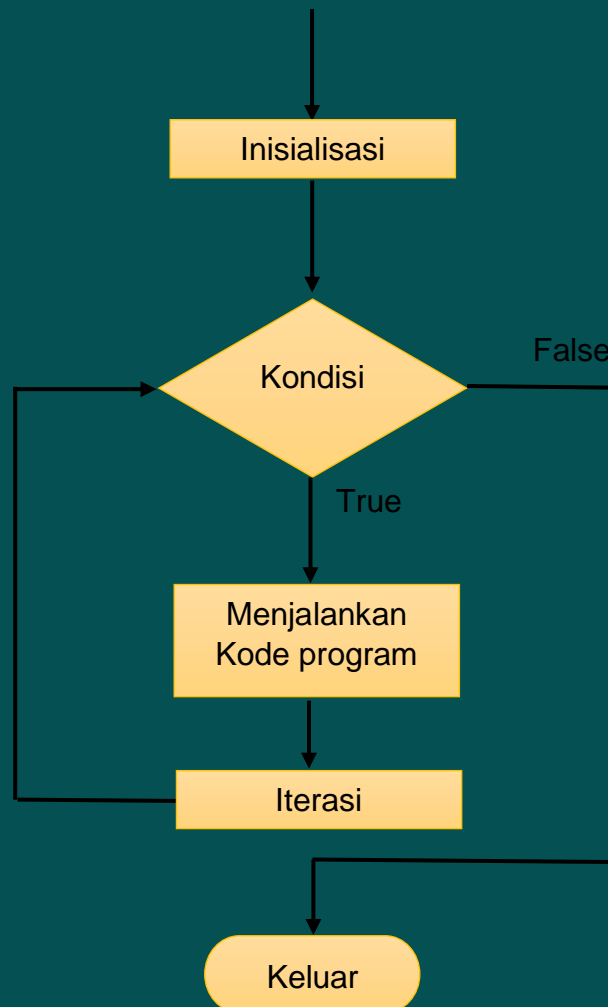 Inisialisasi
Kondisi
False
True
Menjalankan
Kode program
Iterasi
Keluar